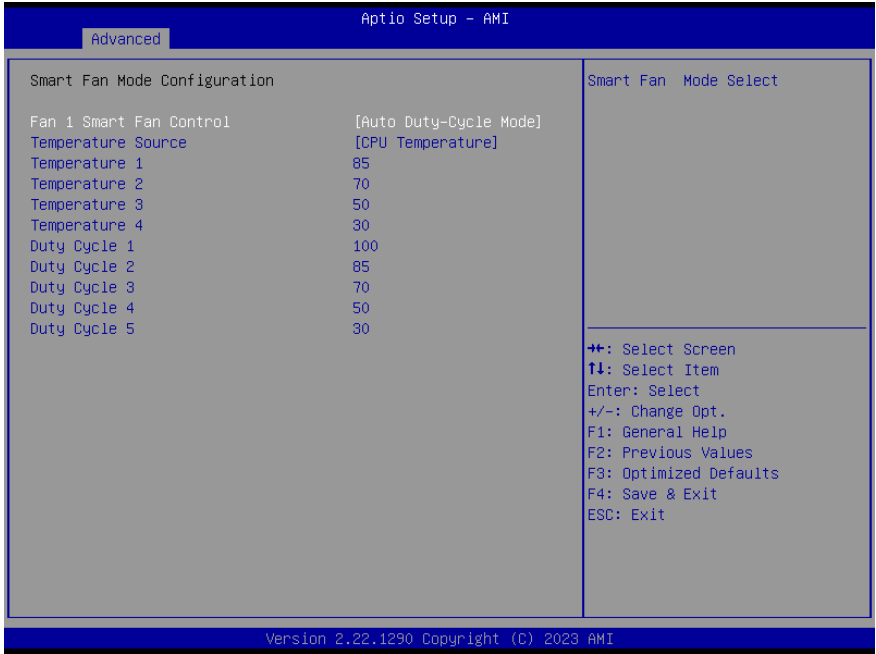 Aptio Setup – AMI
Advanced
Smart Fan Mode Configuration
Fan 1 Smart Fan Control [Auto Duty-Cycle Mode]
Temperature Source [CPU Temperature]
Temperature 1 85
Temperature 2 70
Temperature 3 50
Temperature 4 30
Duty Cycle 1 100
Duty Cycle 2 85
Duty Cycle 3 70
Duty Cycle 4 50
Duty Cycle 5 30
Smart Fan Mode Select
→←: Select Screen
↑↓: Select Item
Enter: Select
+/-: Change Opt.
F1: General Help
F2: Previous Values
F3: Optimized Defaults
F4: Save & Exit
ESC: Exit
Version 2.22.1290 Copyright (C) 2023 AMI